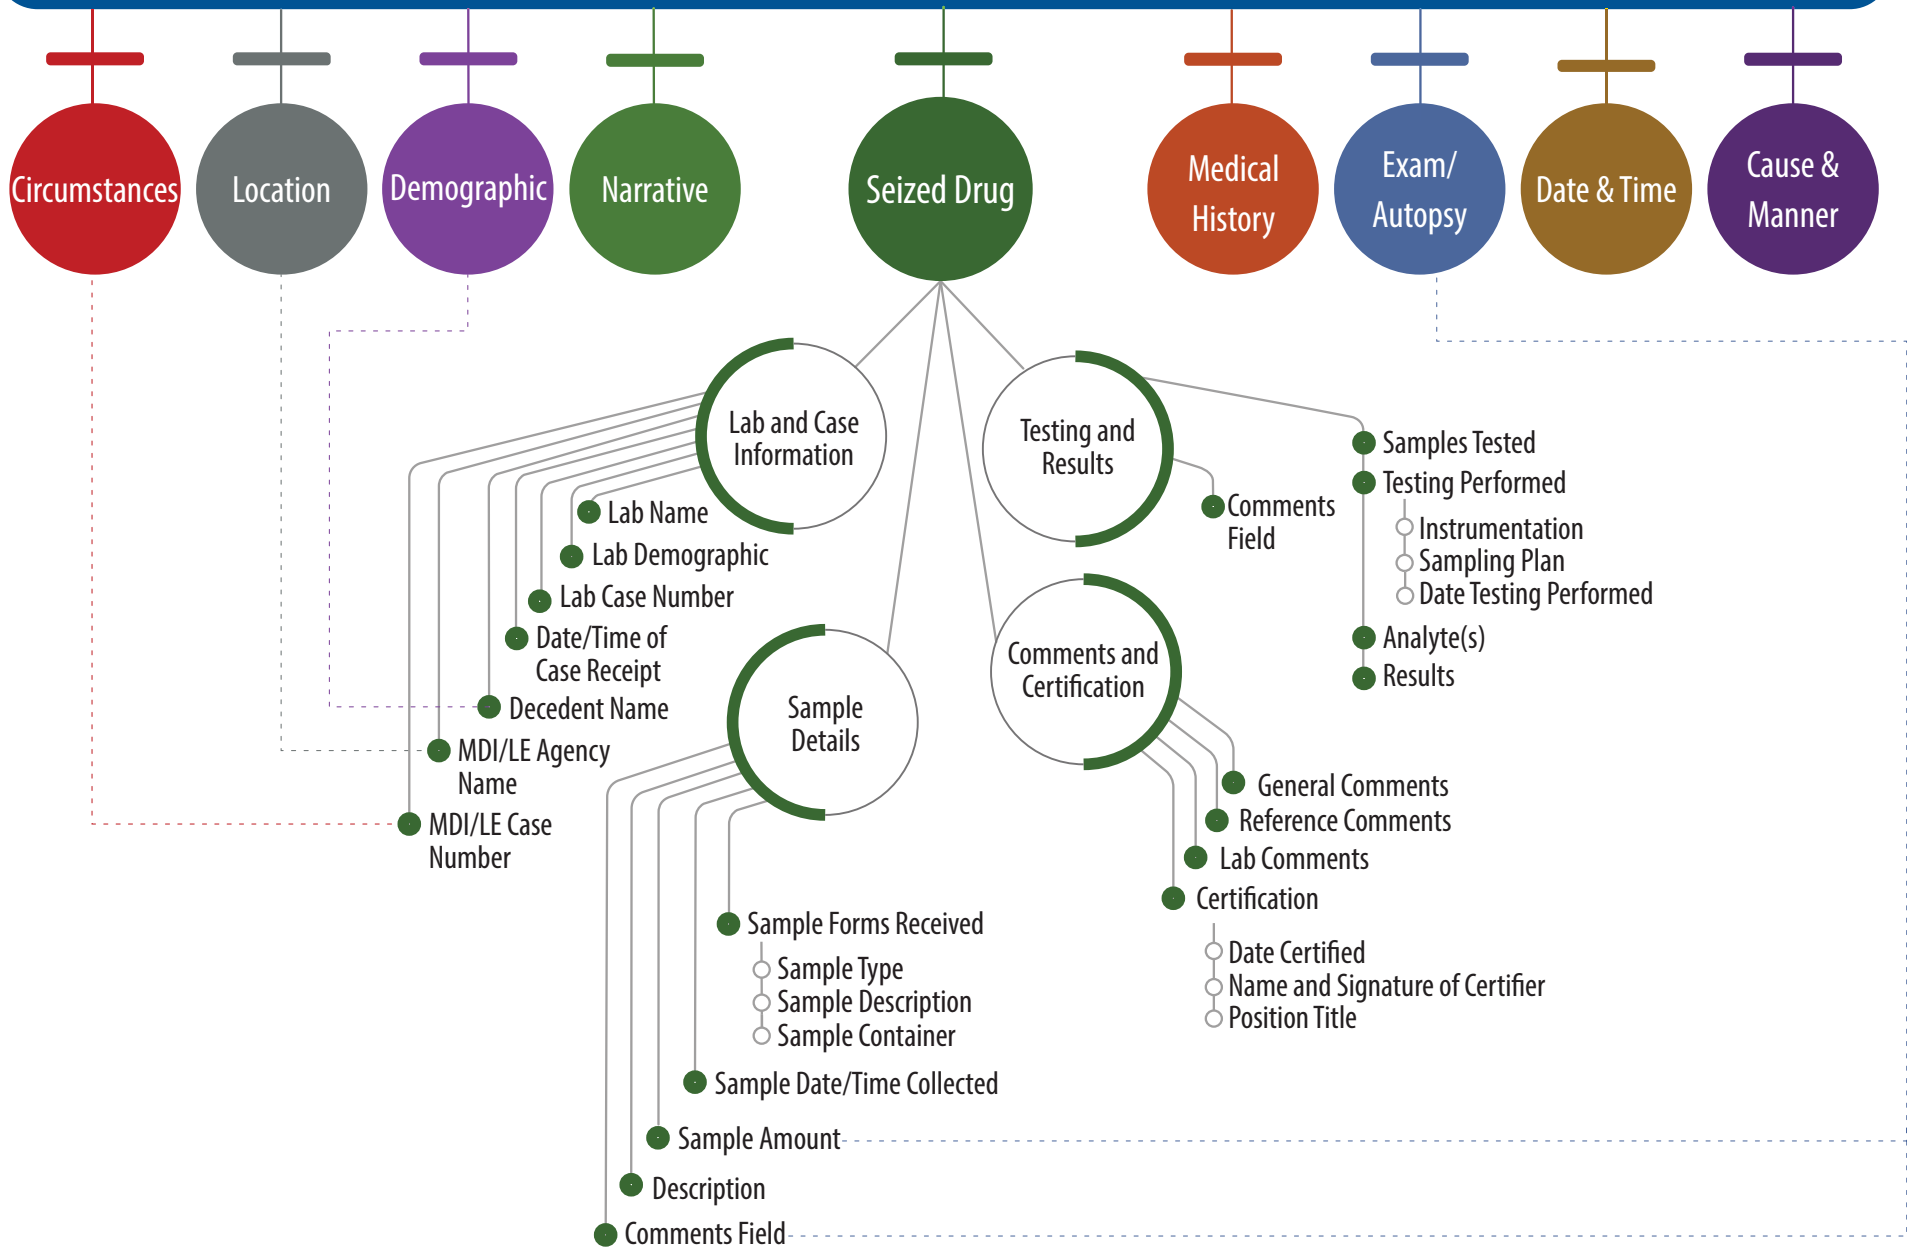 Circumstances
Location
Demographic
Narrative
Seized Drug
Medical
History
Exam/
Autopsy
Date & Time
Cause &
Manner
Lab and Case
Information
Lab Name
Lab Demographic
Lab Case Number
Date/Time of
Case Receipt
Decedent Name
MDI/LE Agency
Name
MDI/LE Case
Number
Testing and
Results
Comments
Field
Samples Tested
Testing Performed
Instrumentation
Sampling Plan
Date Testing Performed
Analyte(s)
Results
Sample
Details
Sample Forms Received
Sample Type
Sample Description
Sample Container
Sample Date/Time Collected
Sample Amount
Description
Comments Field
Comments and
Certification
General Comments
Reference Comments
Lab Comments
Certification
Date Certified
Name and Signature of Certifier
Position Title